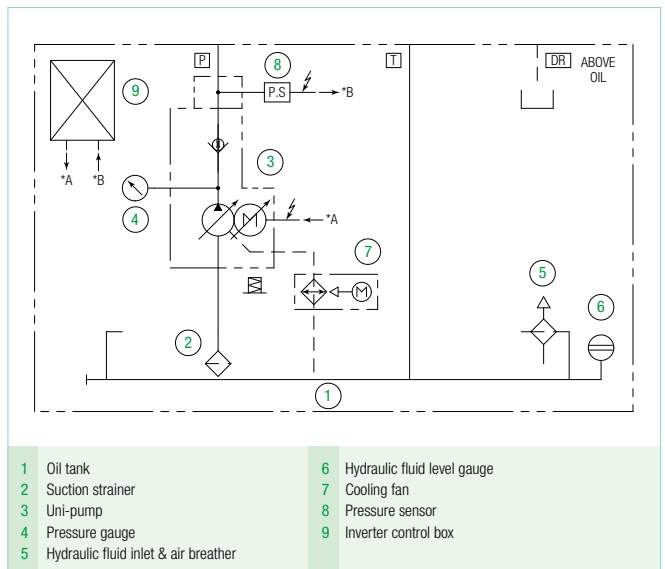 P
8
T
DR
ABOVE
OIL
9
P.S
*B
*A
*B
3
4
M
*A
7
5
M
6
2
1
1 Oil tank
2 Suction strainer
3 Uni-pump
4 Pressure gauge
5 Hydraulic fluid inlet & air breather
6 Hydraulic fluid level gauge
7 Cooling fan
8 Pressure sensor
9 Inverter control box